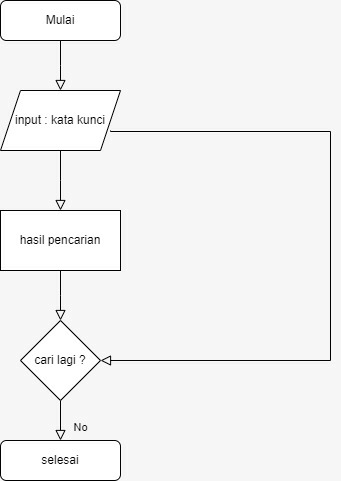 Mulai
input : kata kunci
hasil pencarian
cari lagi ?
No
selesai